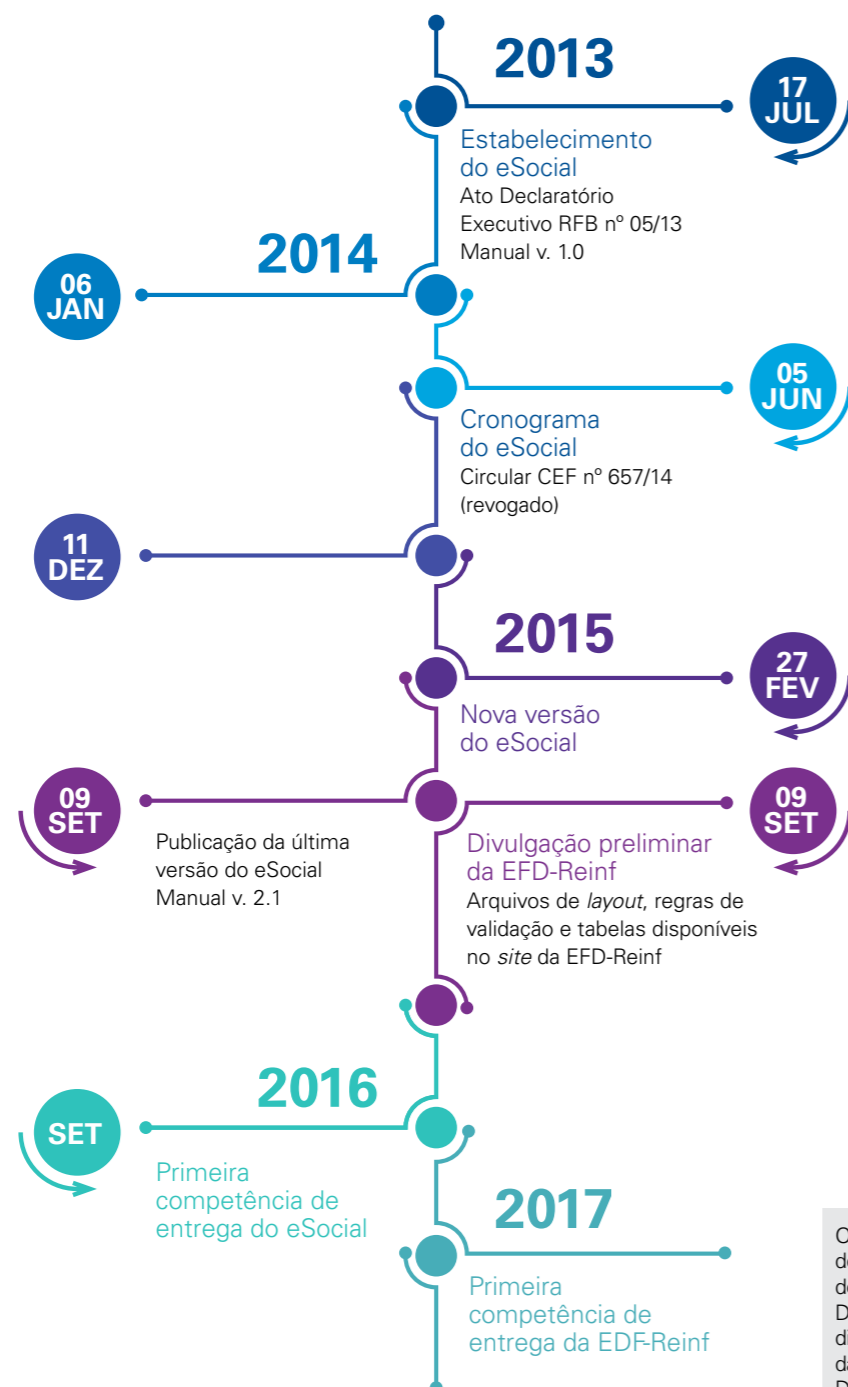 2013
17
JUL
Estabelecimento
do eSocial
Ato Declaratório
Executivo RFB nº 05/13
Manual v. 1.0
2014
06
JAN
05
JUN
Cronograma
do eSocial
Circular CEF nº 657/14
(revogado)
11
DEZ
2015
27
FEV
Nova versão
do eSocial
09
SET
Publicação da última
versão do eSocial
Manual v. 2.1
09
SET
Divulgação preliminar
da EFD-Reinf
Arquivos de layout, regras de
validação e tabelas disponíveis
no site da EFD-Reinf
2016
SET
Primeira
competência de
entrega do eSocial
2017
Primeira
competência de
entrega da EDF-Reinf